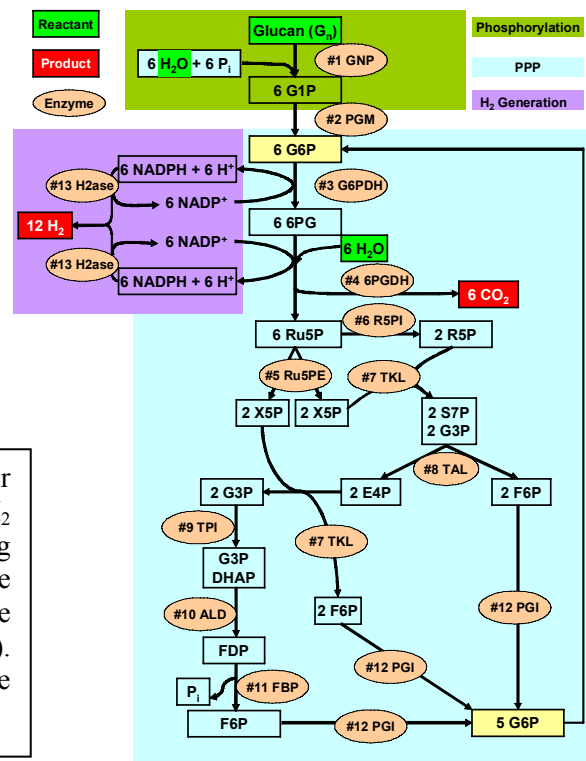 Reactant
Product
Enzyme
Glucan (Gn)
#1 GNP
6 H2O + 6 Pi
6 G1P
#2 PGM
Phosphorylation
PPP
H2 Generation
6 G6P
6 NADPH + 6 H+
#13 H2ase
6 NADP+
#3 G6PDH
6 6PG
12 H2
6 NADP+
6 H2O
#13 H2ase
6 NADPH + 6 H+
#4 6PGDH
6 CO2
6 Ru5P
#6 R5PI
2 R5P
#5 Ru5PE
#7 TKL
2 X5P
2 X5P
2 S7P
2 G3P
#8 TAL
2 G3P
2 E4P
2 F6P
#9 TPI
#7 TKL
G3P
DHAP
#10 ALD
2 F6P
#12 PGI
FDP
#12 PGI
Pi
#11 FBP
F6P
#12 PGI
5 G6P